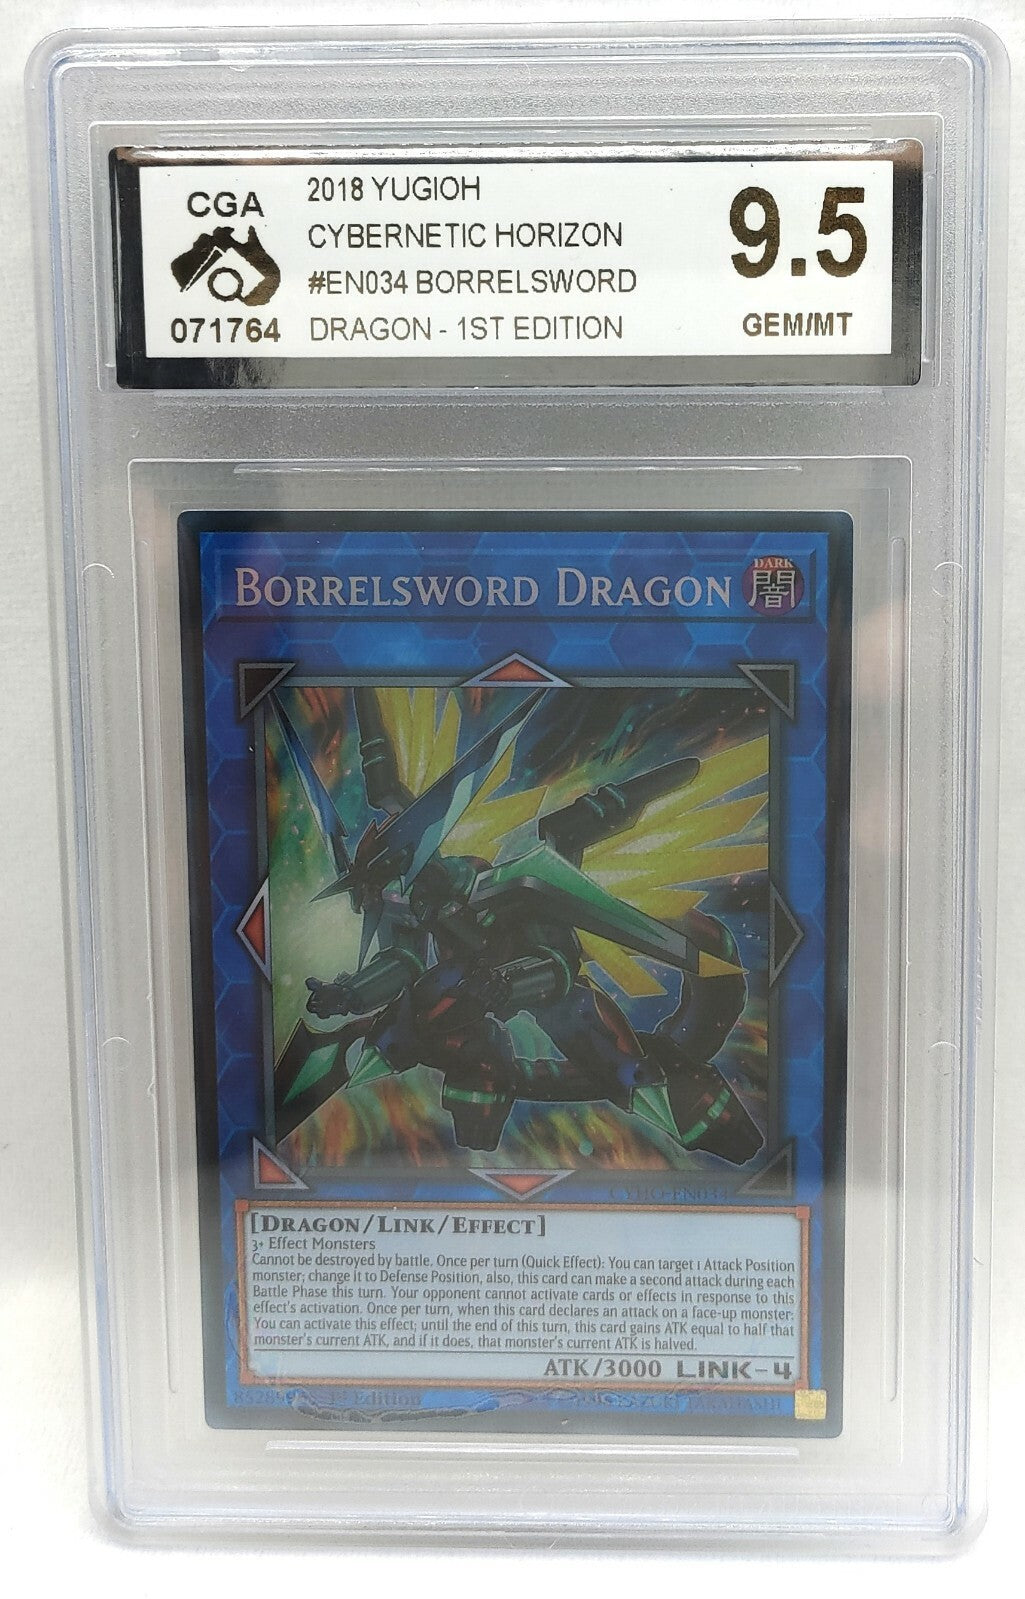 CGA
071764
2018 YUGIOH
CYBERNETIC HORIZON
#EN034 BORRELSWORD
DRAGON - 1ST EDITION
9.5
GEM/MT
BORRELSWORD DRAGON
DARK
闇
CYHO-EN034
[DRAGON/LINK/EFFECT]
3+ Effect Monsters
Cannot be destroyed by battle. Once per turn (Quick Effect): You can target 1 Attack Position
monster; change it to Defense Position, also, this card can make a second attack during each
Battle Phase this turn. Your opponent cannot activate cards or effects in response to this
effect's activation. Once per turn, when this card declares an attack on a face-up monster:
You can activate this effect; until the end of this turn, this card gains ATK equal to half that
monster's current ATK, and if it does, that monster's current ATK is halved.
ATK/3000 LINK-4
1st Edition
TAKAHASHI